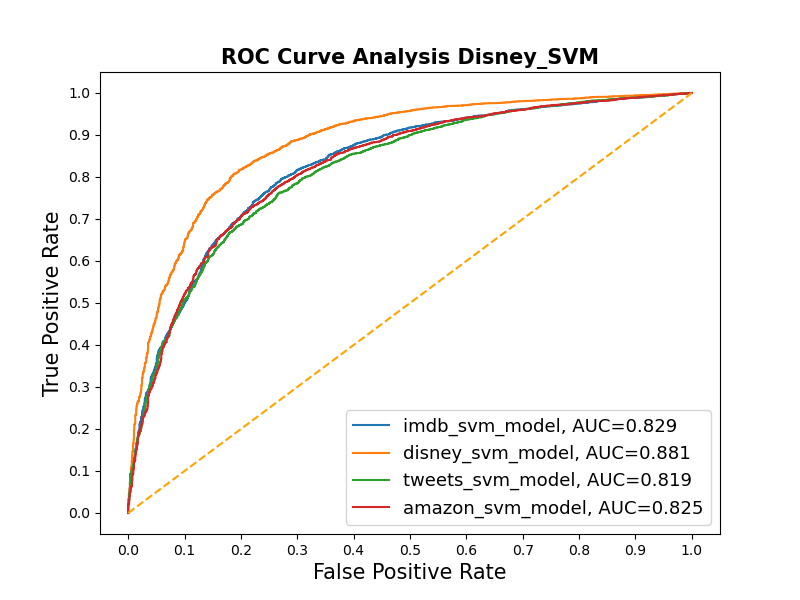 ROC Curve Analysis Disney_SVM
True Positive Rate
1.0
0.9
0.8
0.7
0.6
0.5
0.4
0.3
0.2
0.1
0.0
imdb_svm_model, AUC=0.829
disney_svm_model, AUC=0.881
tweets_svm_model, AUC=0.819
amazon_svm_model, AUC=0.825
0.0 0.1 0.2 0.3 0.4 0.5 0.6 0.7 0.8 0.9 1.0
False Positive Rate